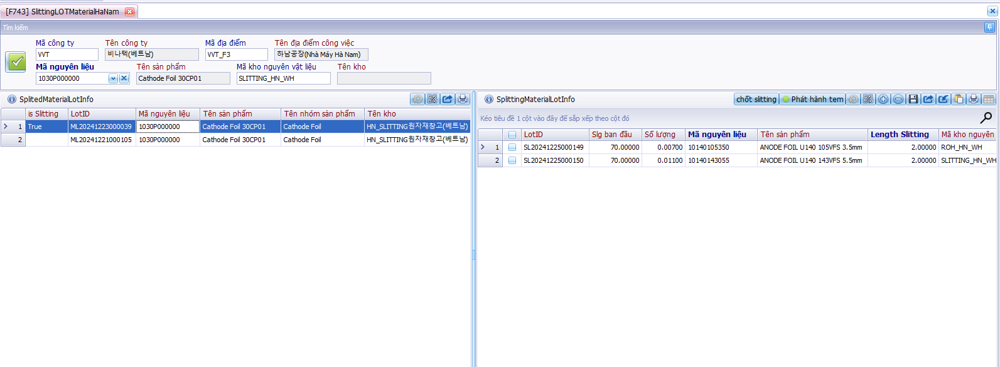 [F743] SlittingLOTMaterialHaNam
Tìm kiếm
Mã công ty Tên công ty Mã địa điểm Tên địa điểm công việc
VVT 비나텍(베트남) VVT_F3 하남공장(Nhà Máy Hà Nam)
Mã nguyên liệu Tên sản phẩm Mã kho nguyên vật liệu Tên kho
1030P000000 Cathode Foil 30CP01 SLITTING_HN_WH
SplitedMaterialLotInfo
is Slitting LotID Mã nguyên liệu Tên sản phẩm Tên nhóm sản phẩm Tên kho
1 True ML20241223000039 1030P000000 Cathode Foil 30CP01 Cathode Foil HN_SLITTING원자재창고(베트남)
2 ML20241221000105 1030P000000 Cathode Foil 30CP01 Cathode Foil HN_SLITTING원자재창고(베트남)
SplittingMaterialLotInfo chốt slitting Phát hành tem
Kéo tiêu đề 1 cột vào đây để sắp xếp theo cột đó
LotID Slg ban đầu Số lượng Mã nguyên liệu Tên sản phẩm Length Slitting Mã kho nguyên
1 SL20241225000149 70.00000 0.00700 10140105350 ANODE FOIL U140 105VFS 3.5mm 2.00000 ROH_HN_WH
2 SL20241225000150 70.00000 0.01100 10140143055 ANODE FOIL U140 143VFS 5.5mm 2.00000 SLITTING_HN_WH